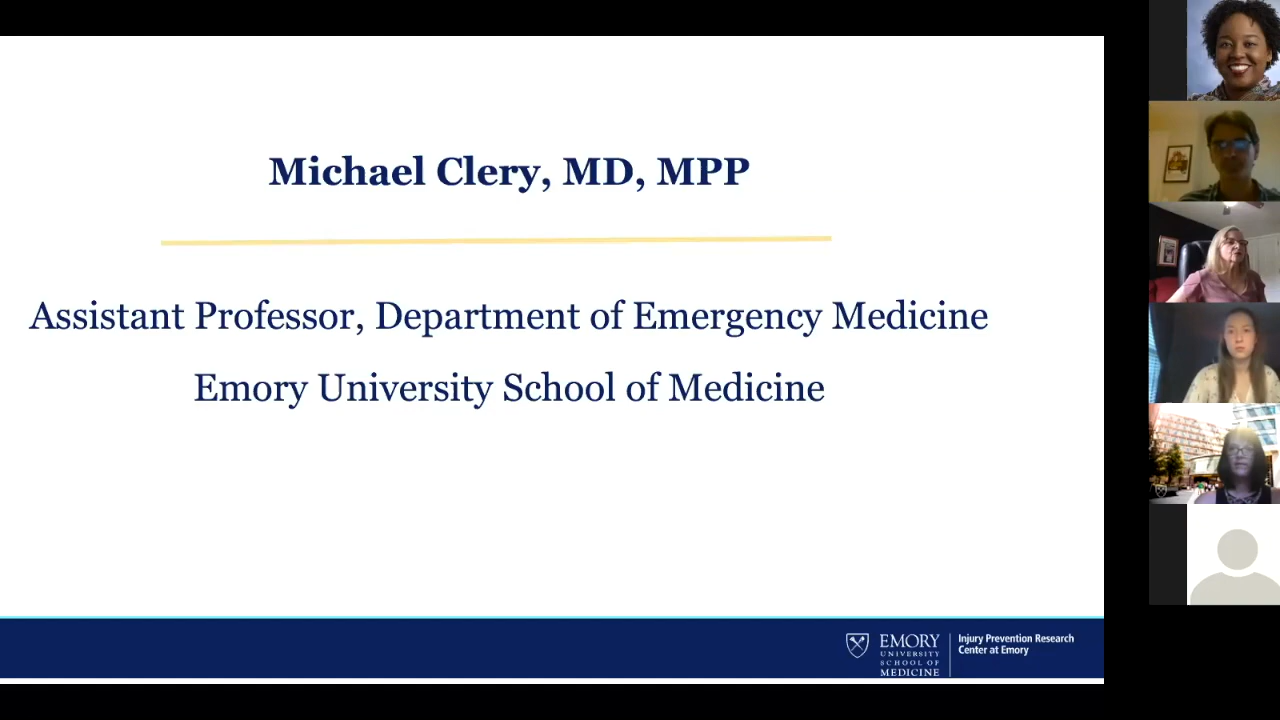 Michael Clery, MD, MPP
Assistant Professor, Department of Emergency Medicine
Emory University School of Medicine
EMORY
UNIVERSITY
SCHOOL OF
MEDICINE
Injury Prevention Research
Center at Emory